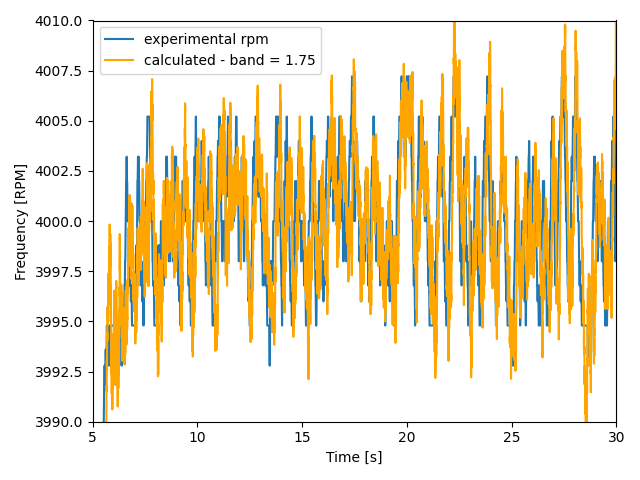 experimental rpm
calculated - band = 1.75
4010.0
4007.5
4005.0
4002.5
4000.0
3997.5
3995.0
3992.5
3990.0
Frequency [RPM]
5 10 15 20 25 30
Time [s]